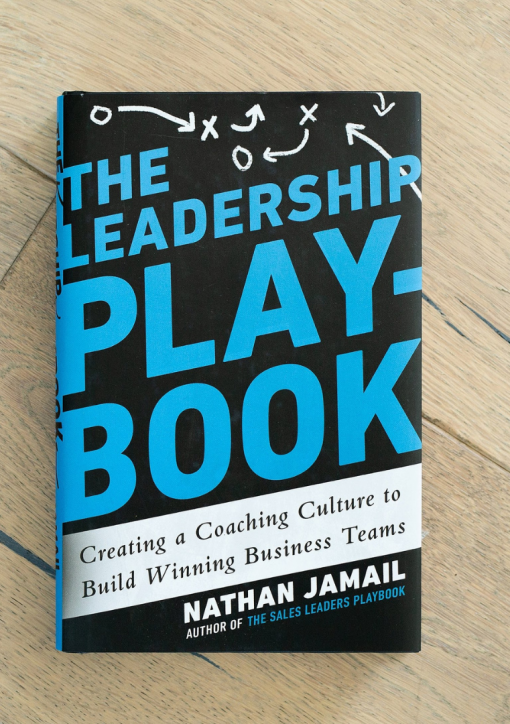 THE
LEADERSHIP
PLAY-
BOOK
Creating a Coaching Culture to
Build Winning Business Teams
NATHAN JAMAIL
AUTHOR OF THE SALES LEADERS PLAYBOOK